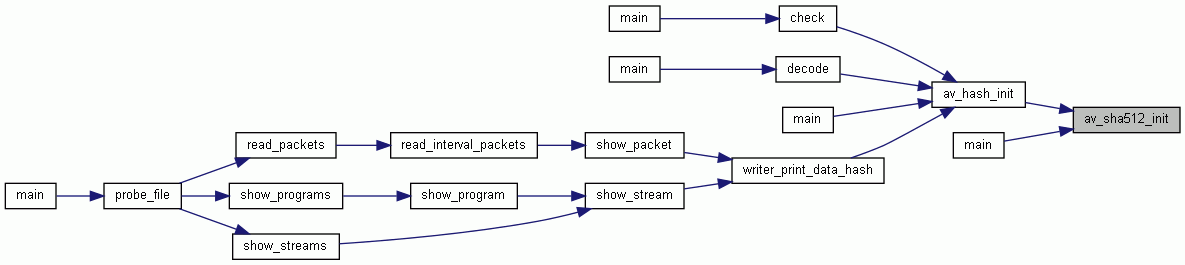 main
check
main
decode
av_hash_init
main
av_sha512_init
main
read_packets
read_interval_packets
show_packet
writer_print_data_hash
main
probe_file
show_programs
show_program
show_stream
show_streams